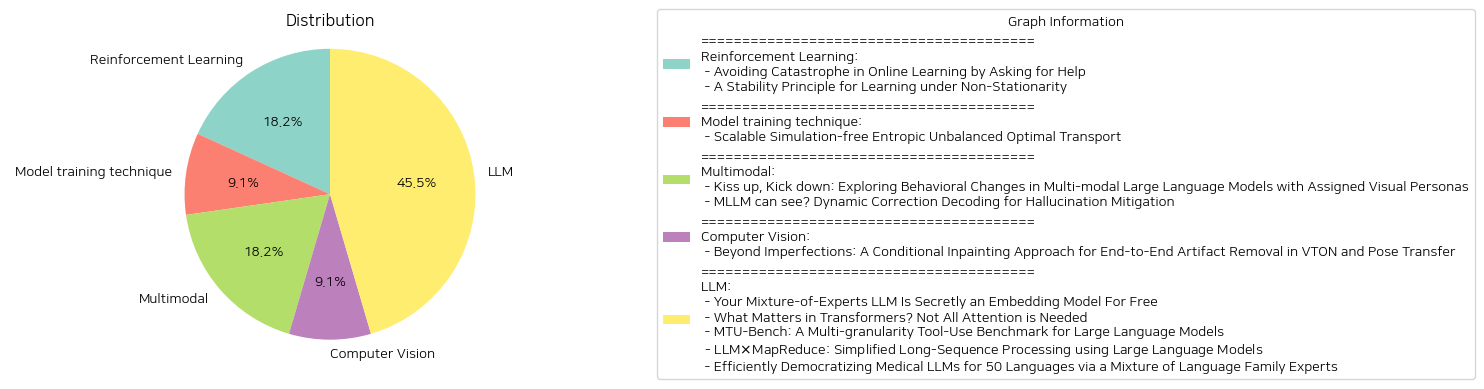 Distribution
Reinforcement Learning
18.2%
Model training technique
9.1%
45.5%
LLM
18.2%
9.1%
Multimodal
Computer Vision
Graph Information
========================================
Reinforcement Learning:
- Avoiding Catastrophe in Online Learning by Asking for Help
- A Stability Principle for Learning under Non-Stationarity
========================================
Model training technique:
- Scalable Simulation-free Entropic Unbalanced Optimal Transport
========================================
Multimodal:
- Kiss up, Kick down: Exploring Behavioral Changes in Multi-modal Large Language Models with Assigned Visual Personas
- MLLM can see? Dynamic Correction Decoding for Hallucination Mitigation
========================================
Computer Vision:
- Beyond Imperfections: A Conditional Inpainting Approach for End-to-End Artifact Removal in VTON and Pose Transfer
========================================
LLM:
- Your Mixture-of-Experts LLM Is Secretly an Embedding Model For Free
- What Matters in Transformers? Not All Attention is Needed
- MTU-Bench: A Multi-granularity Tool-Use Benchmark for Large Language Models
- LLM×MapReduce: Simplified Long-Sequence Processing using Large Language Models
- Efficiently Democratizing Medical LLMs for 50 Languages via a Mixture of Language Family Experts